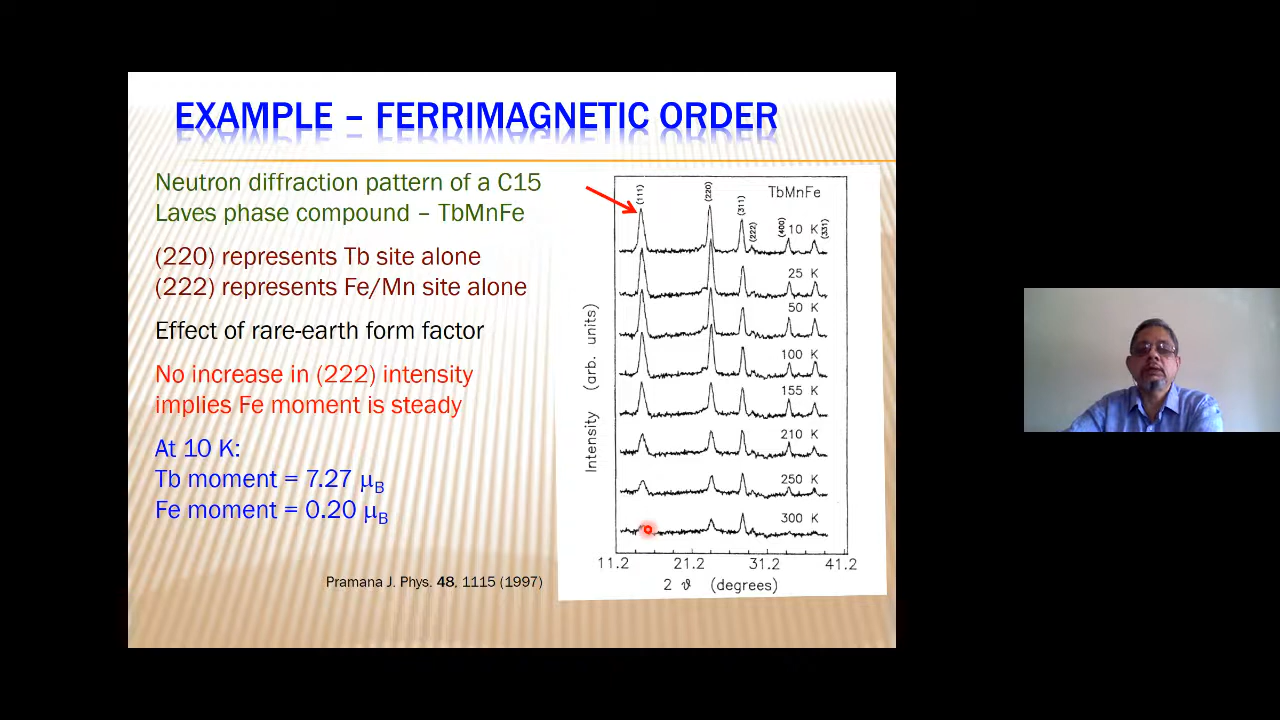 EXAMPLE – FERRIMAGNETIC ORDER
Neutron diffraction pattern of a C15
Laves phase compound – TbMnFe
(220) represents Tb site alone
(222) represents Fe/Mn site alone
Effect of rare-earth form factor
No increase in (222) intensity
implies Fe moment is steady
At 10 K:
Tb moment = 7.27 μB
Fe moment = 0.20 μB
Pramana J. Phys. 48, 1115 (1997)
TbMnFe
(111)
(220)
(311)
(222)
(400)
(331)
10 K
25 K
50 K
100 K
155 K
210 K
250 K
300 K
Intensity (arb. units)
11.2 21.2 31.2 41.2
2 ϑ (degrees)